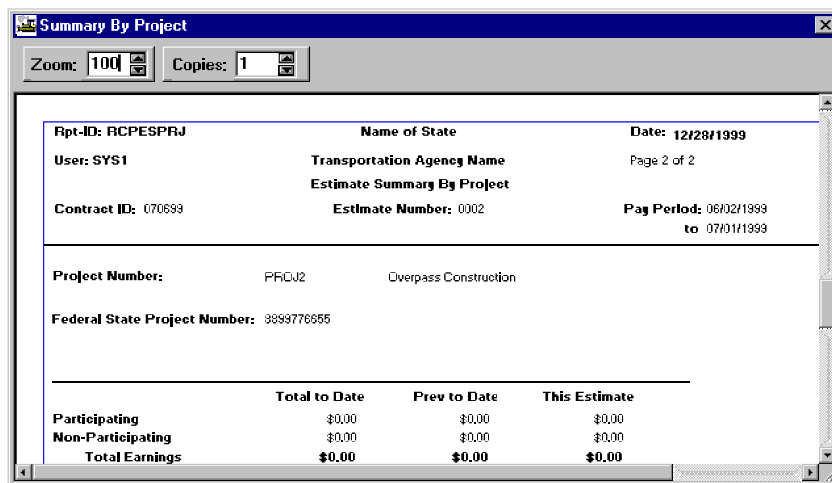 Summary By Project
Zoom: 100 Copies: 1
Rpt-ID: RCPESPRJ Name of State Date: 12/28/1999
User: SYS1 Transportation Agency Name Page 2 of 2
Estimate Summary By Project
Contract ID: 070699 Estimate Number: 0002 Pay Period: 06/02/1999
to 07/01/1999
Project Number: PROJ2 Overpass Construction
Federal State Project Number: 8899776655
Total to Date Prev to Date This Estimate
Participating $0.00 $0.00 $0.00
Non-Participating $0.00 $0.00 $0.00
Total Earnings $0.00 $0.00 $0.00